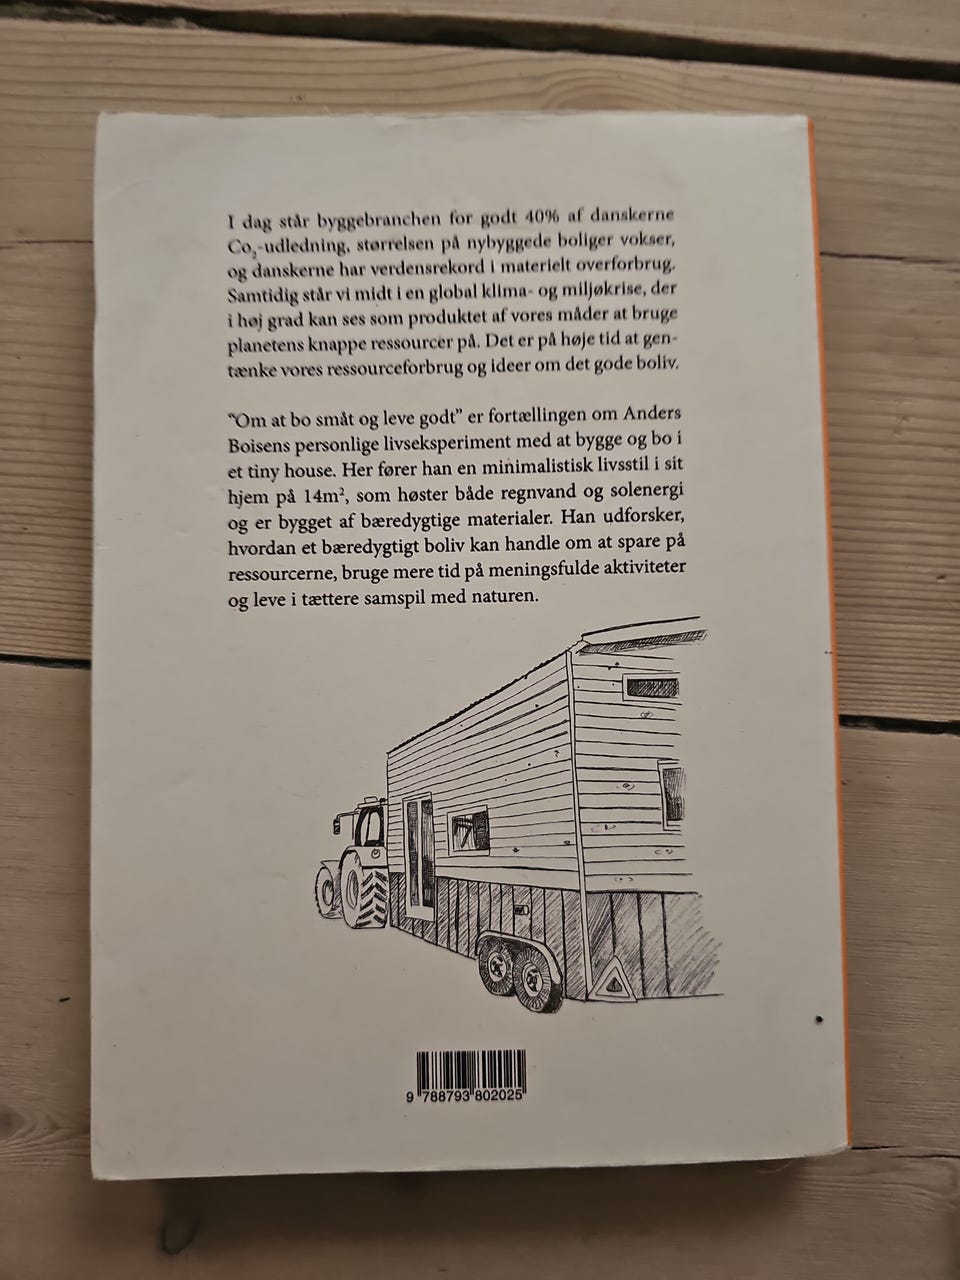 I dag står byggebranchen for godt 40% af danskerne
Co₂-udledning, størrelsen på nybyggede boliger vokser,
og danskerne har verdensrekord i materielt overforbrug.
Samtidig står vi midt i en global klima- og miljøkrise, der
i høj grad kan ses som produktet af vores måder at bruge
planetens knappe ressourcer på. Det er på høje tid at gen-
tænke vores ressourceforbrug og ideer om det gode boliv.
“Om at bo småt og leve godt” er fortællingen om Anders
Boisens personlige livseksperiment med at bygge og bo i
et tiny house. Her fører han en minimalistisk livsstil i sit
hjem på 14m², som høster både regnvand og solenergi
og er bygget af bæredygtige materialer. Han udforsker,
hvordan et bæredygtigt boliv kan handle om at spare på
ressourcerne, bruge mere tid på meningsfulde aktiviteter
og leve i tættere samspil med naturen.
9 788793 802025